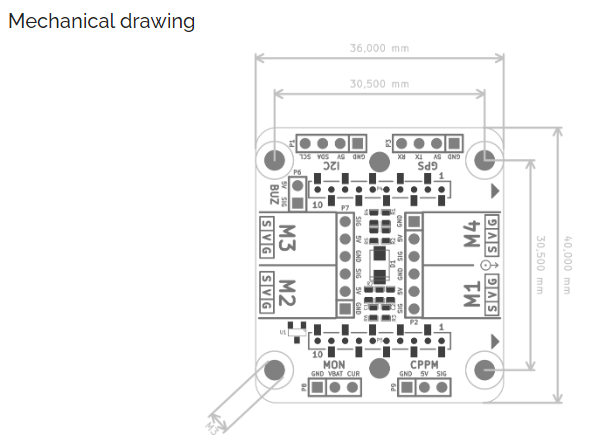 Mechanical drawing
36,000 mm
30,500 mm
P1
SCL SDA 5V GND
I2C
P3
RX TX 5V GND
GPS
P6
BUZ
5V
SIG
1
10
P7
SIG
5V
GND
SIG
5V
GND
GND
5V
SIG
GND
5V
SIG
P2
S V G
M3
S V G
M2
M4
S V G
M1
S V G
D1
U1
1
10
MON
GND VBAT CUR
P8
CPPM
GND 5V SIG
P9
30,500 mm
40,000 mm
M3